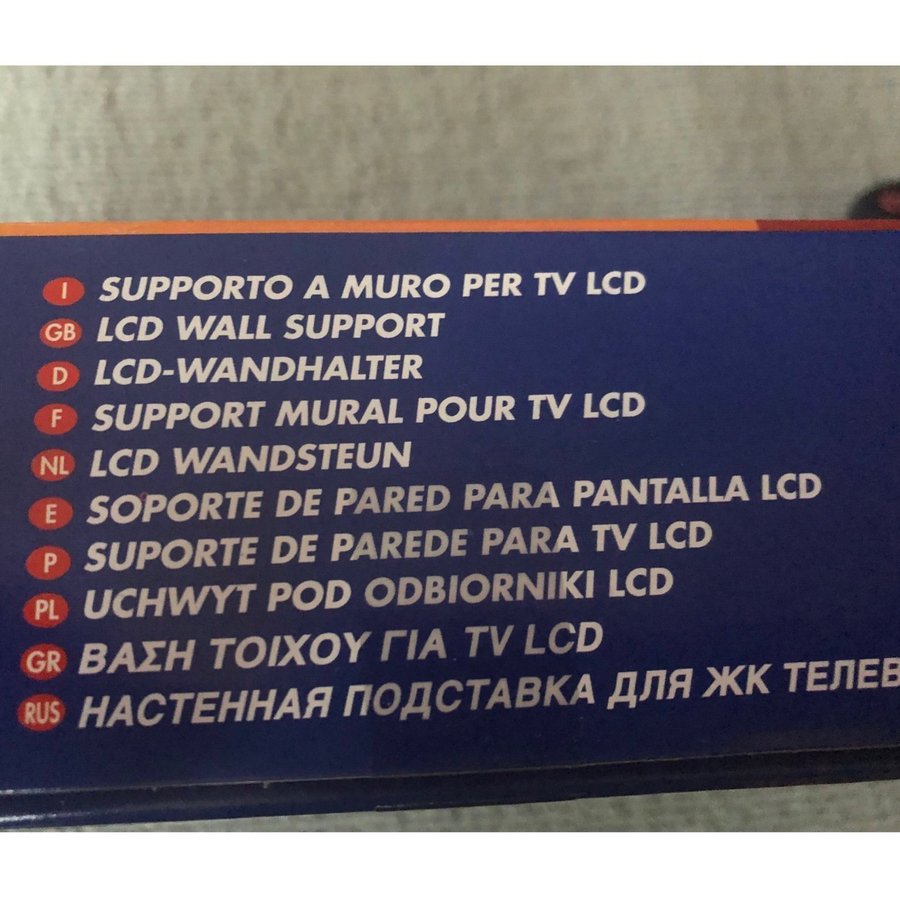 I SUPPORTO A MURO PER TV LCD
GB LCD WALL SUPPORT
D LCD-WANDHALTER
F SUPPORT MURAL POUR TV LCD
NL LCD WANDSTEUN
E SOPORTE DE PARED PARA PANTALLA LCD
P SUPORTE DE PAREDE PARA TV LCD
PL UCHWYT POD ODBIORNIKI LCD
GR ΒΑΣΗ ΤΟΙΧΟΥ ΓΙΑ TV LCD
RUS НАСТЕННАЯ ПОДСТАВКА ДЛЯ ЖК ТЕЛЕВ